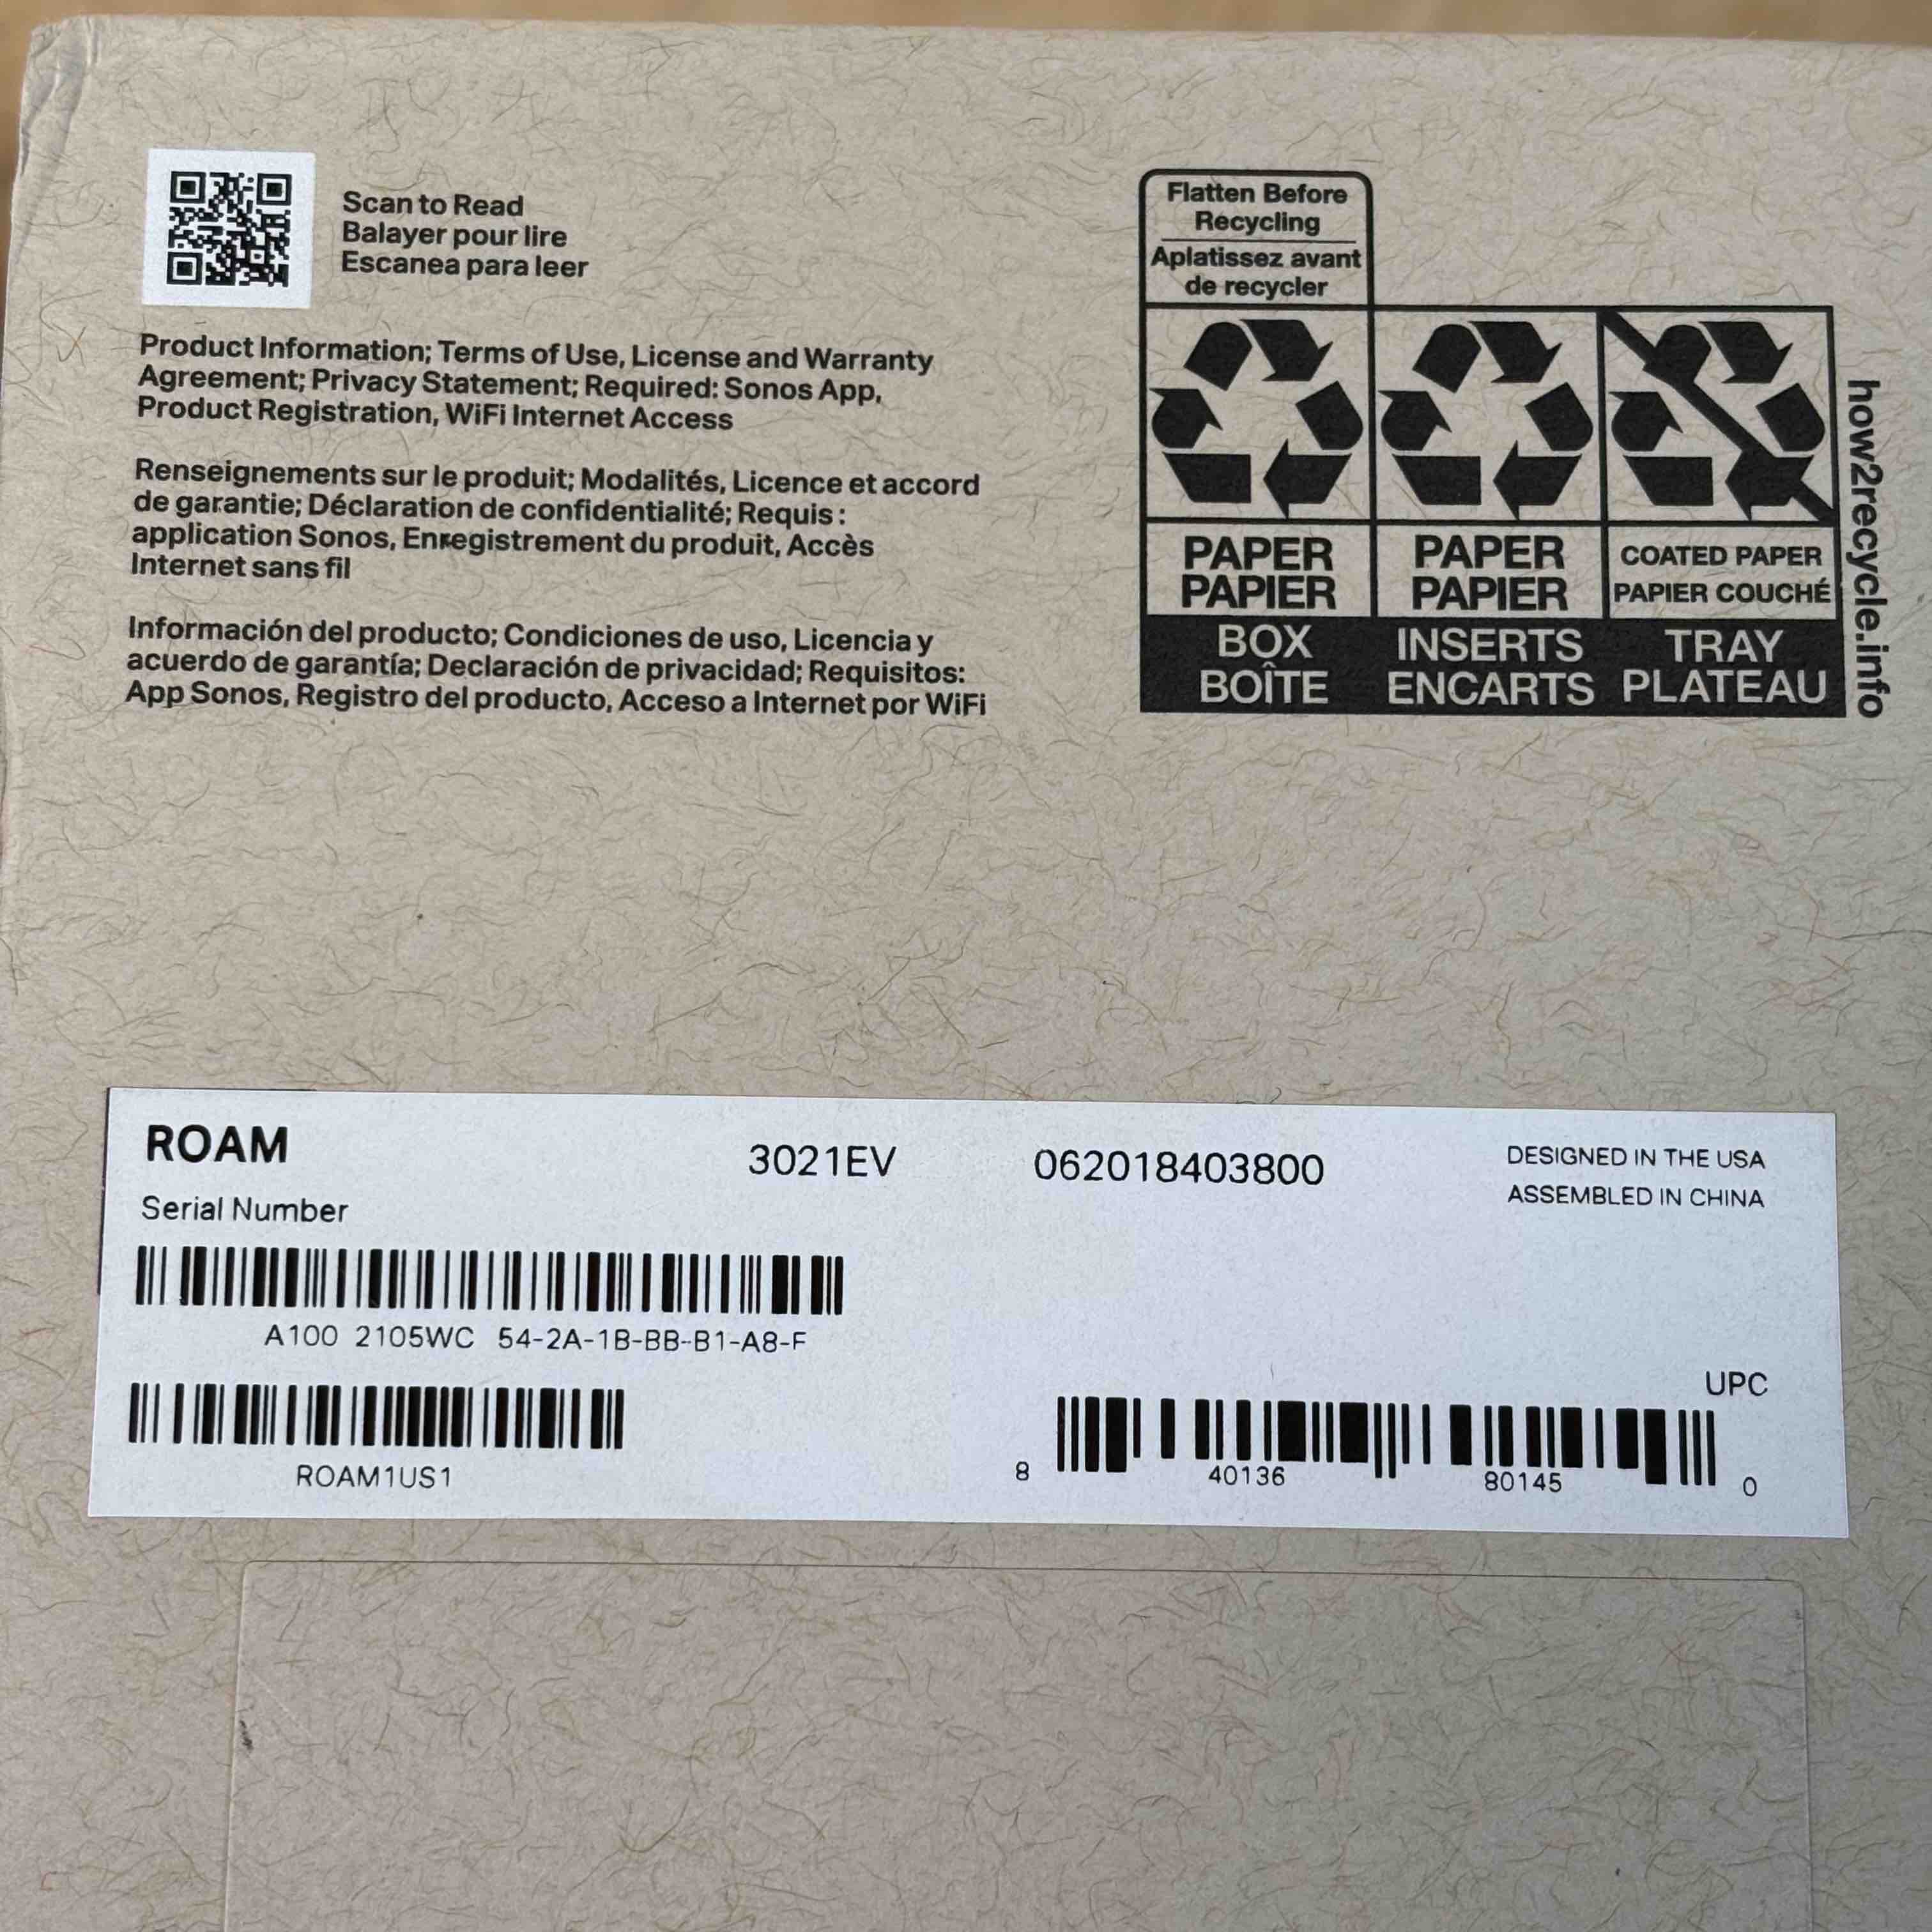 Scan to Read
Balayer pour lire
Escanea para leer
Product Information; Terms of Use, License and Warranty
Agreement; Privacy Statement; Required: Sonos App,
Product Registration, WiFi Internet Access
Renseignements sur le produit; Modalités, Licence et accord
de garantie; Déclaration de confidentialité; Requis :
application Sonos, Enregistrement du produit, Accès
Internet sans fil
Información del producto; Condiciones de uso, Licencia y
acuerdo de garantía; Declaración de privacidad; Requisitos:
App Sonos, Registro del producto, Acceso a Internet por WiFi
Flatten Before
Recycling
Aplatissez avant
de recycler
PAPER
PAPIER
BOX
BOÎTE
PAPER
PAPIER
INSERTS
ENCARTS
COATED PAPER
PAPIER COUCHÉ
TRAY
PLATEAU
how2recycle.info
ROAM
3021EV
062018403800
DESIGNED IN THE USA
ASSEMBLED IN CHINA
Serial Number
A100 2105WC 54-2A-1B-BB-B1-A8-F
ROAM1US1
UPC
8 40136 80145 0